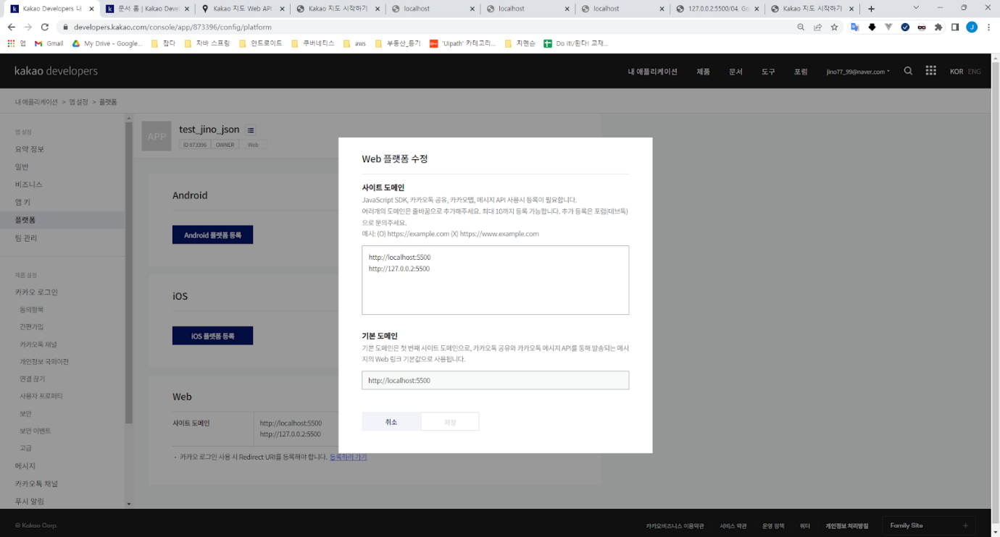 Kakao Developers 내
문서 홈 | Kakao Devel
Kakao 지도 Web API
Kakao 지도 시작하기
localhost
localhost
localhost
127.0.0.2:5500/04. Go
Kakao 지도 시작하기
developers.kakao.com/console/app/873396/config/platform
앱
Gmail
My Drive - Google...
잡다
자바 스프링
안드로이드
쿠버네티스
aws
부동산_등기
'Uipath' 카테고리...
지멘슨
Do it!/된다! 교재...
kakao developers
내 애플리케이션
제품
문서
도구
포럼
jino77_99@naver.com
KOR ENG
내 애플리케이션 > 앱 설정 > 플랫폼
앱 설정
요약 정보
일반
비즈니스
앱 키
플랫폼
팀 관리
제품 설정
카카오 로그인
동의항목
간편가입
카카오톡 채널
개인정보 국외이전
연결 끊기
사용자 프로퍼티
보안
보안 이벤트
고급
메시지
카카오톡 채널
푸시 알림
APP
test_jino_json
ID 873396
OWNER
Web
Android
Android 플랫폼 등록
iOS
iOS 플랫폼 등록
Web
사이트 도메인
http://localhost:5500
http://127.0.0.2:5500
• 카카오 로그인 사용 시 Redirect URI를 등록해야 합니다. 등록하러 가기
Web 플랫폼 수정
사이트 도메인
JavaScript SDK, 카카오톡 공유, 카카오맵, 메시지 API 사용시 등록이 필요합니다.
여러개의 도메인은 줄바꿈으로 추가해주세요. 최대 10까지 등록 가능합니다. 추가 등록은 포럼(데브톡)
으로 문의주세요.
예시: (O) https://example.com (X) https://www.example.com
http://localhost:5500
http://127.0.0.2:5500
기본 도메인
기본 도메인은 첫 번째 사이트 도메인으로, 카카오톡 공유와 카카오톡 메시지 API를 통해 발송되는 메시
지의 Web 링크 기본값으로 사용됩니다.
http://localhost:5500
취소
저장
© Kakao Corp.
카카오비즈니스 이용약관
서비스 약관
운영 정책
쿼터
개인정보 처리방침
Family Site